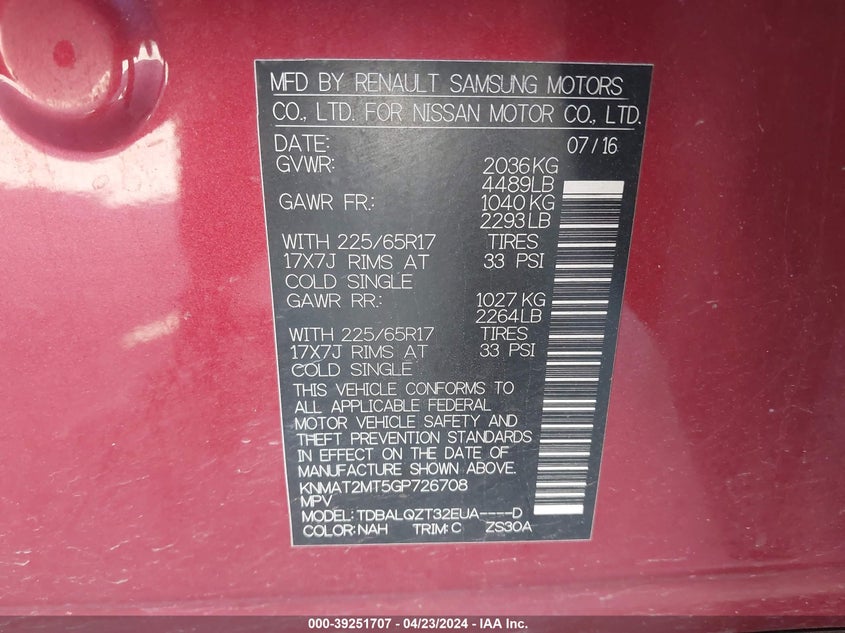 MFD BY RENAULT SAMSUNG MOTORS
CO., LTD. FOR NISSAN MOTOR CO., LTD.
DATE: 07/16
GVWR: 2036KG
4489LB
GAWR FR.: 1040KG
2293LB
WITH 225/65R17 TIRES
17X7J RIMS AT 33 PSI
COLD SINGLE
GAWR RR.: 1027KG
2264LB
WITH 225/65R17 TIRES
17X7J RIMS AT 33 PSI
COLD SINGLE
THIS VEHICLE CONFORMS TO
ALL APPLICABLE FEDERAL
MOTOR VEHICLE SAFETY AND
THEFT PREVENTION STANDARDS
IN EFFECT ON THE DATE OF
MANUFACTURE SHOWN ABOVE.
KNMAT2MT5GP726708
MPV
MODEL: TDBALQZT32EUA----D
COLOR: NAH TRIM: C ZS30A
000-39251707 - 04/23/2024 - IAA Inc.